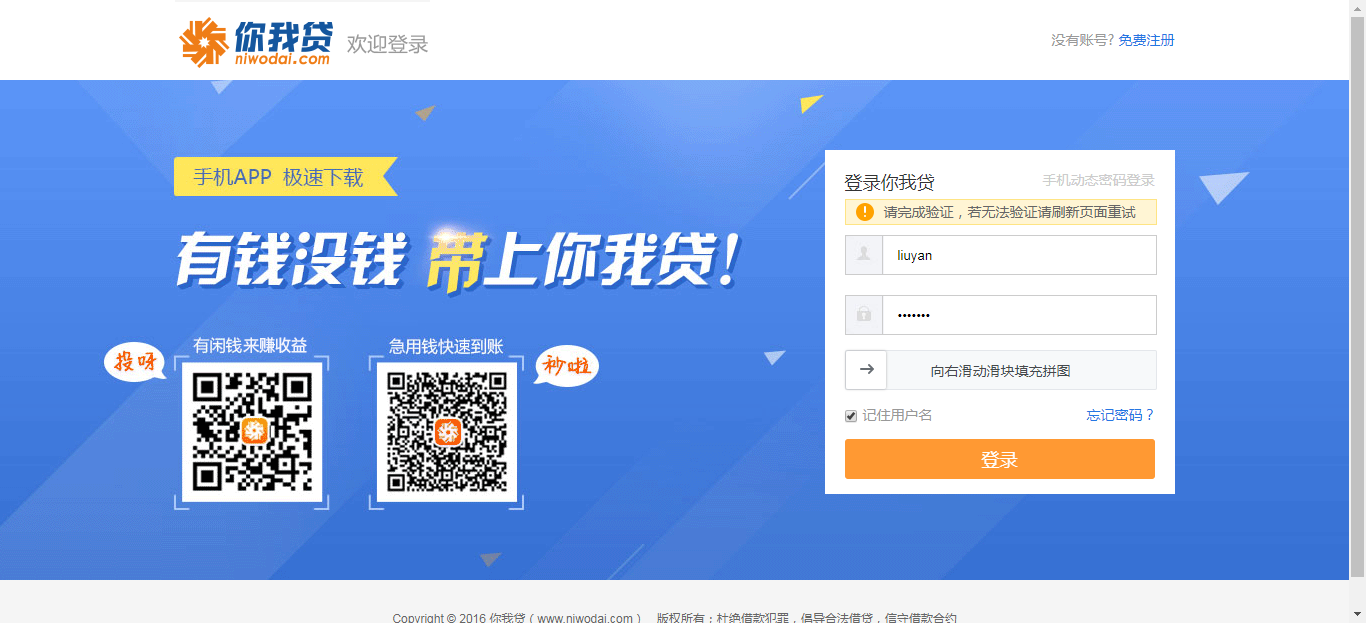 你我贷
niwodai.com
欢迎登录
没有账号? 免费注册
手机APP 极速下载
有钱没钱 带上你我贷!
有闲钱来赚收益
投呀
急用钱快速到账
秒啦
登录你我贷
手机动态密码登录
请完成验证，若无法验证请刷新页面重试
liuyan
•••••••
向右滑动滑块填充拼图
记住用户名
忘记密码？
登录
Copyright © 2016 你我贷（www.niwodai.com） 版权所有：杜绝借款犯罪，倡导合法借贷，信守借款合约